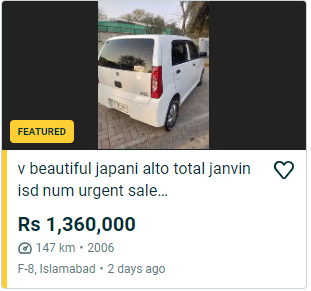 FEATURED
v beautiful japani alto total janvin
isd num urgent sale...
Rs 1,360,000
147 km • 2006
F-8, Islamabad • 2 days ago